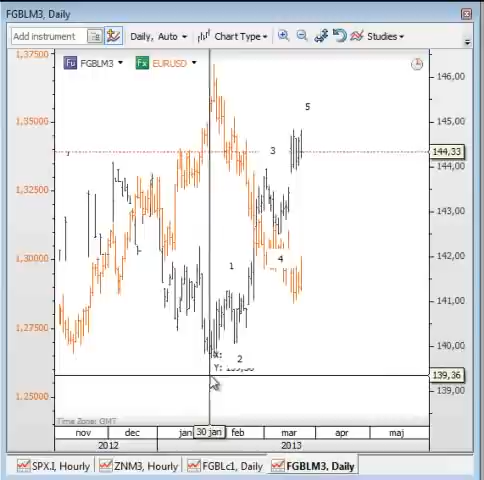 FGBLM3, Daily
Add instrument Daily, Auto Chart Type Studies
Fu FGBLM3 Fx EURUSD
1,37500
1,35000
1,32500
1,30000
1,27500
1,25000
146,00
145,00
144,33
144,00
143,00
142,00
141,00
140,00
139,36
139,00
5
3
4
1
2
X:
Y:
Time Zone: GMT
nov dec jan 30 jan feb mar apr maj
2012 2013
SPX.I, Hourly ZNM3, Hourly FGBLc1, Daily FGBLM3, Daily